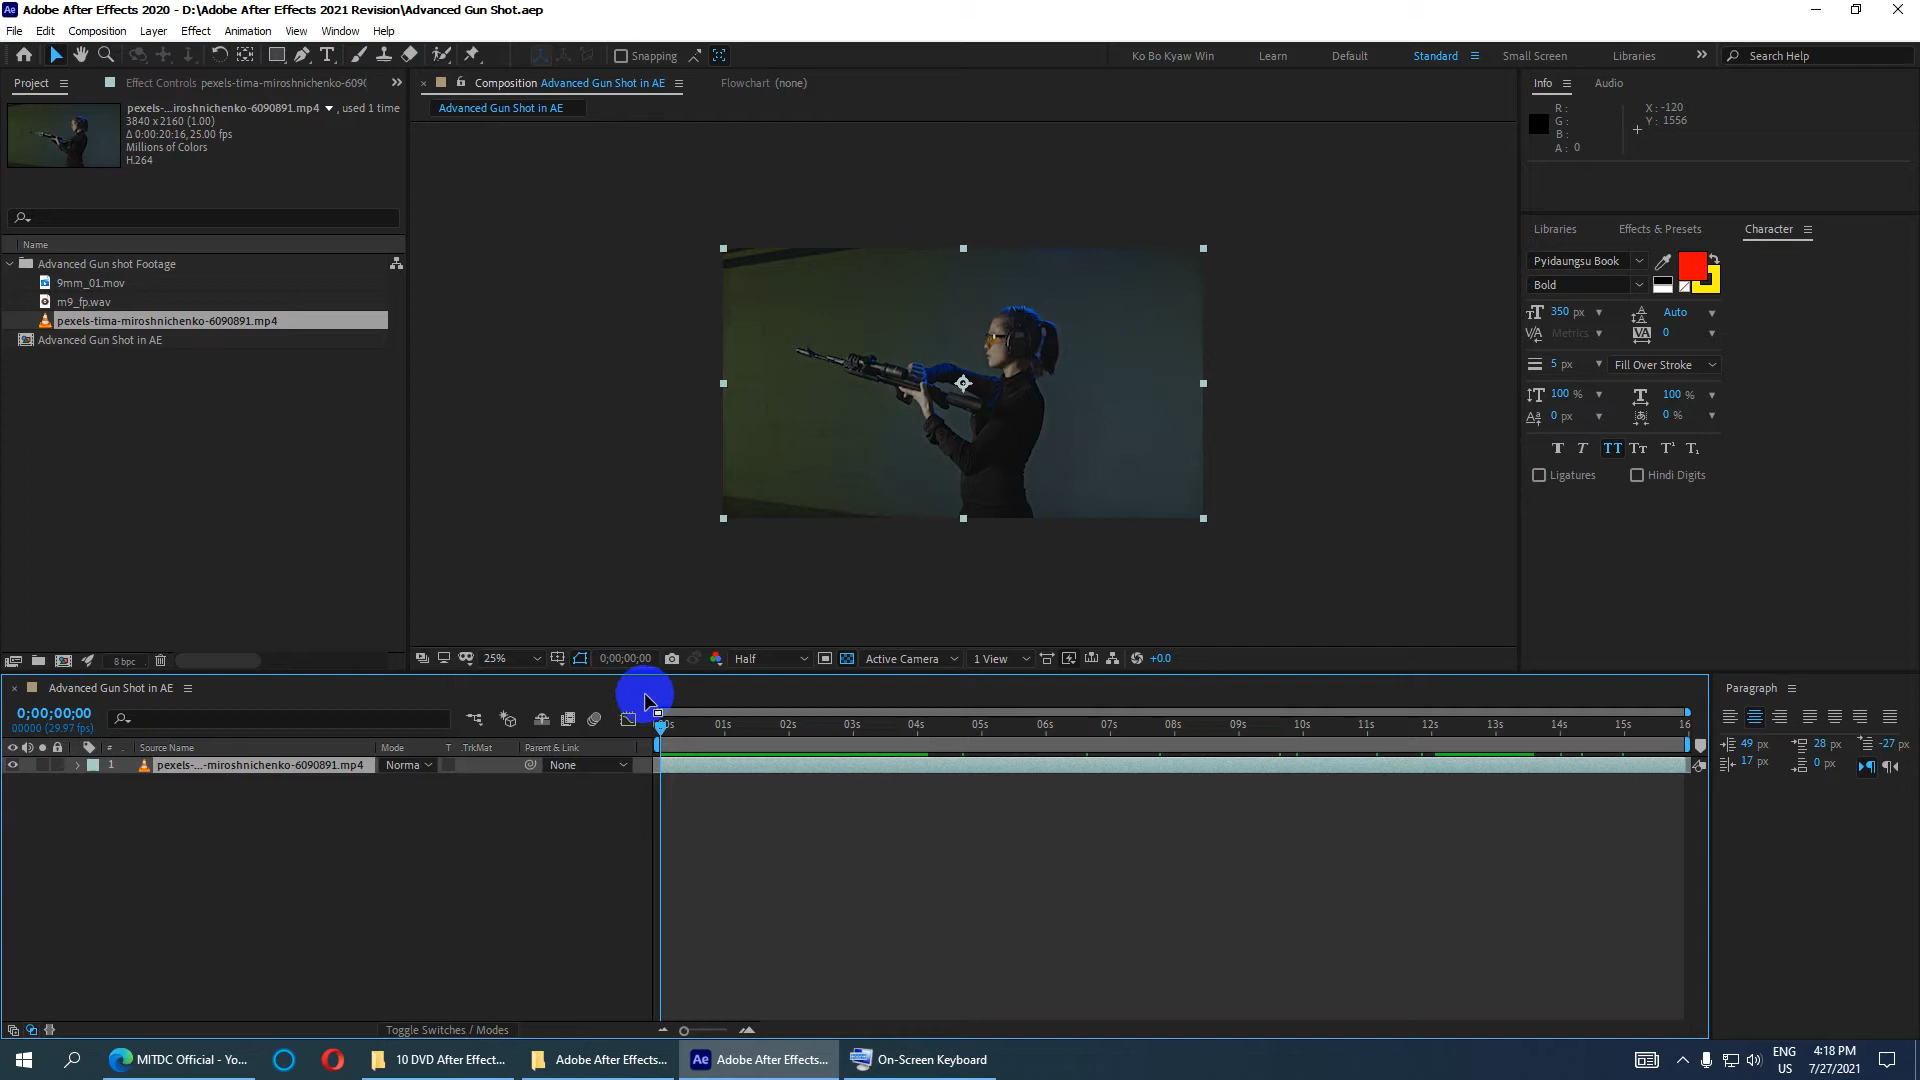 Adobe After Effects 2020 - D:\Adobe After Effects 2021 Revision\Advanced Gun Shot.aep
File Edit Composition Layer Effect Animation View Window Help
Snapping Ko Bo Kyaw Win Learn Default Standard Small Screen Libraries Search Help
Project Effect Controls pexels-tima-miroshnichenko-6090
Composition Advanced Gun Shot in AE Flowchart (none)
Info Audio
pexels-...iroshnichenko-6090891.mp4 , used 1 time
3840 x 2160 (1.00)
Δ 0:00:20:16, 25.00 fps
Millions of Colors
H.264
Advanced Gun Shot in AE
R :
G :
B :
A : 0
X : -120
Y : 1556
Name
Advanced Gun shot Footage
9mm_01.mov
m9_fp.wav
pexels-tima-miroshnichenko-6090891.mp4
Advanced Gun Shot in AE
Libraries Effects & Presets Character
Pyidaungsu Book
Bold
350 px Auto
Metrics 0
5 px Fill Over Stroke
100 % 100 %
0 px 0 %
T T TT Tt T¹ T₁
Ligatures Hindi Digits
8 bpc
25% 0;00;00;00 Half Active Camera 1 View +0.0
Advanced Gun Shot in AE
0;00;00;00
00000 (29.97 fps)
00s 01s 02s 03s 04s 05s 06s 07s 08s 09s 10s 11s 12s 13s 14s 15s 16
# Source Name Mode T .TrkMat Parent & Link
1 pexels-...-miroshnichenko-6090891.mp4 Norma None
Toggle Switches / Modes
Paragraph
49 px 28 px -27 px
17 px 0 px
MITDC Official - Yo... 10 DVD After Effect... Adobe After Effects... Ae Adobe After Effects... On-Screen Keyboard
ENG
US
4:18 PM
7/27/2021